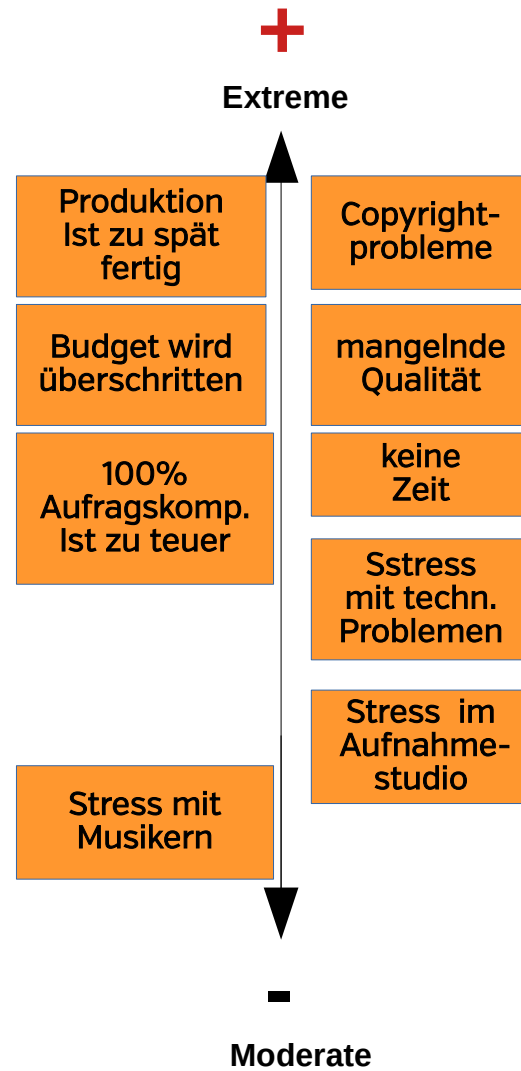 +
Extreme
Produktion
Ist zu spät
fertig
Copyright-
probleme
Budget wird
überschritten
mangelnde
Qualität
100%
Aufragskomp.
Ist zu teuer
keine
Zeit
Sstress
mit techn.
Problemen
Stress im
Aufnahme-
studio
Stress mit
Musikern
-
Moderate